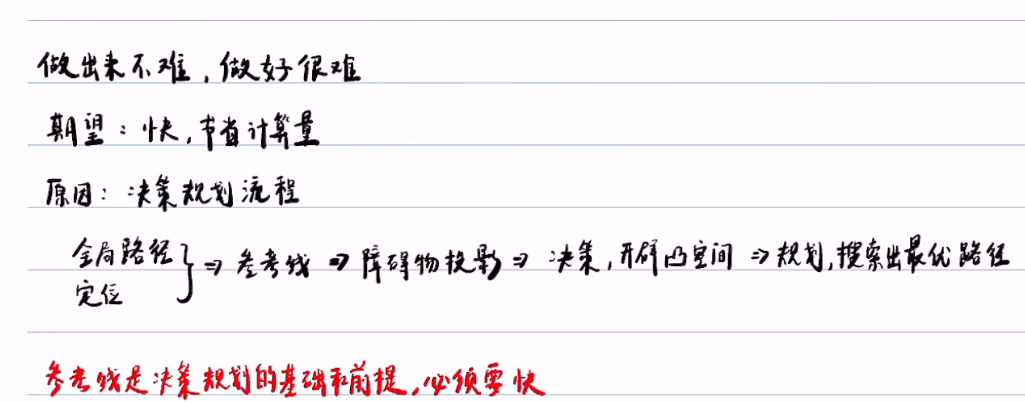 做出来不难，做好很难
期望：快，节省计算量
原因：决策规划流程
全局路径
定位
} ⇒ 参考线 ⇒ 障碍物投影 ⇒ 决策，开辟凸空间 ⇒ 规划，搜索出最优路径
参考线是决策规划的基础和前提，必须要快